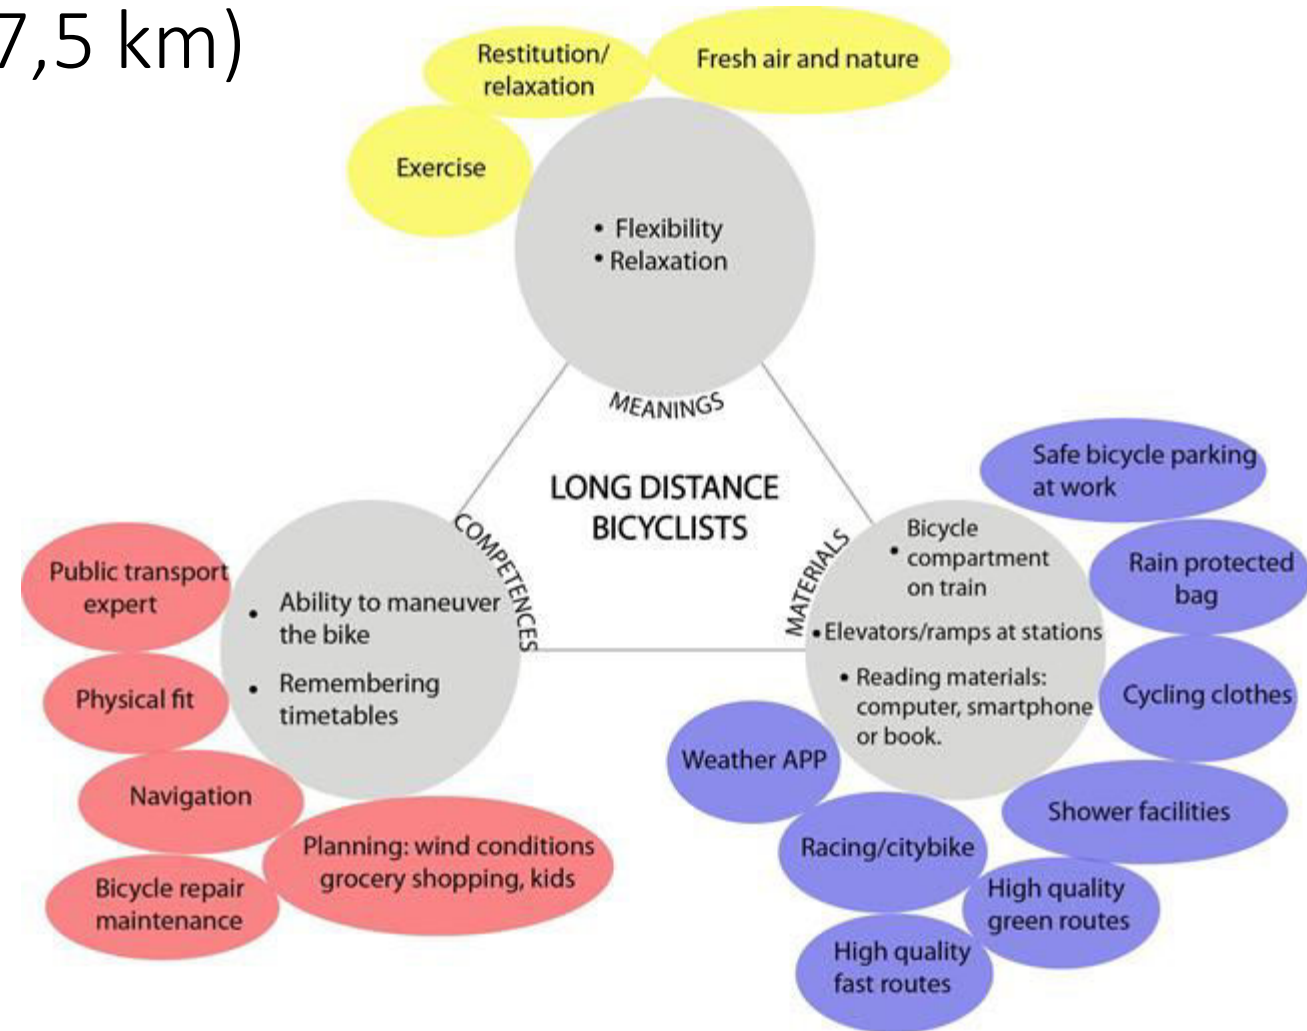 7,5 km)
Restitution/
relaxation
Fresh air and nature
Exercise
• Flexibility
• Relaxation
MEANINGS
LONG DISTANCE
BICYCLISTS
COMPETENCES
MATERIALS
Public transport
expert
Physical fit
Navigation
Bicycle repair
maintenance
Planning: wind conditions
grocery shopping, kids
• Ability to maneuver
the bike
• Remembering
timetables
• Bicycle
compartment
on train
• Elevators/ramps at stations
• Reading materials:
computer, smartphone
or book.
Safe bicycle parking
at work
Rain protected
bag
Cycling clothes
Shower facilities
Weather APP
Racing/citybike
High quality
green routes
High quality
fast routes